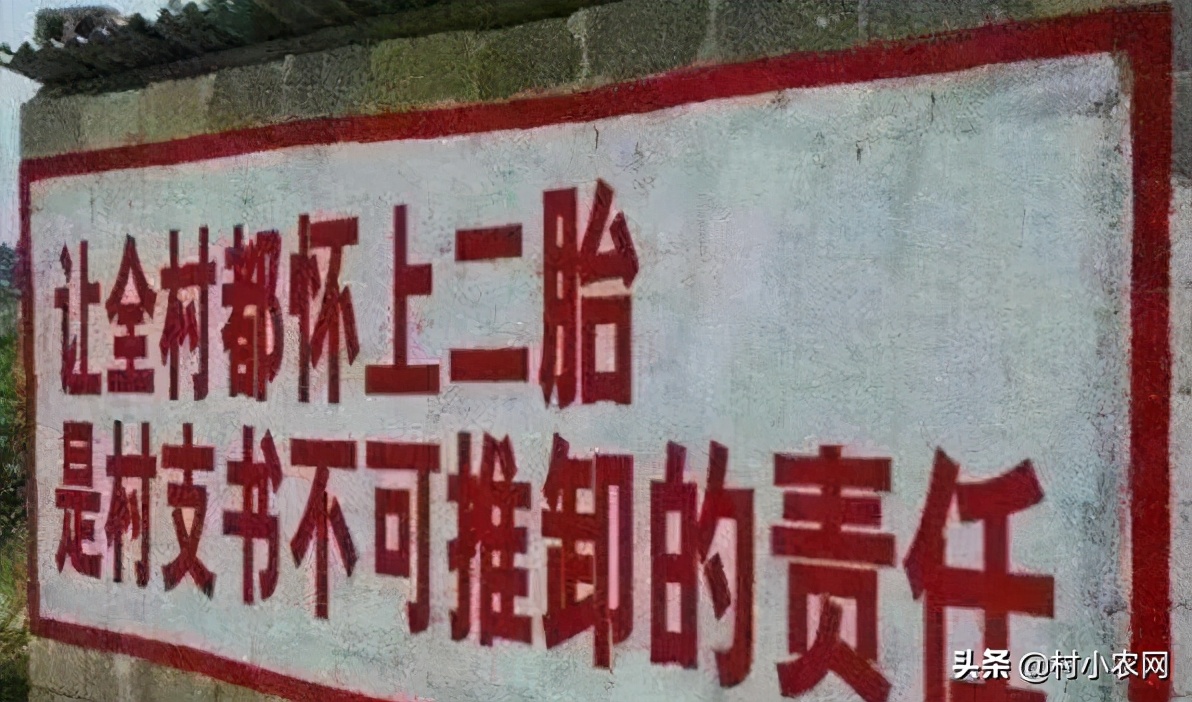 让全村都怀上二胎
是村支书不可推卸的责任
头条 @村小农网